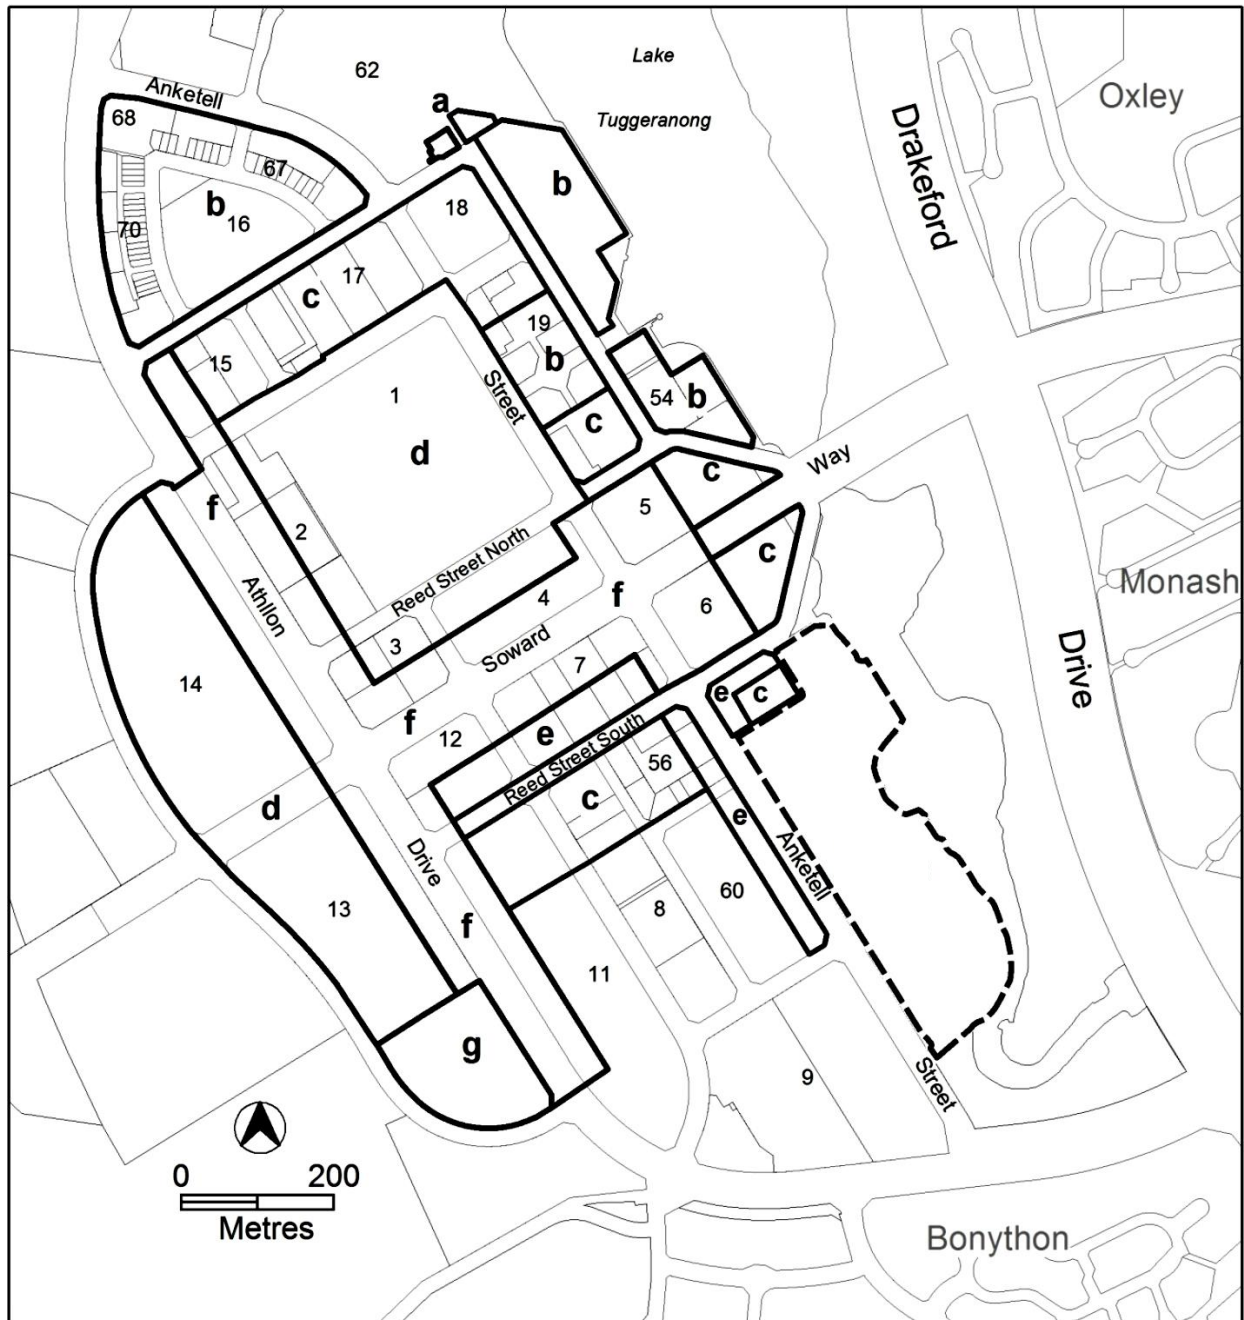 Lake
62
Anketell
Oxley
a
68
Tuggeranong
Drakeford
67
b
b
16
18
70
17
c
19
15
b
Street
1
54
b
c
d
Way
c
5
f
2
c
Reed Street North
Monash
Athllon
4
f
6
3
Soward
7
Drive
14
e
c
f
12
e
Reed Street South
56
c
d
e
Anketell
Drive
60
13
8
f
11
g
9
Street
0 200
Metres
Bonython